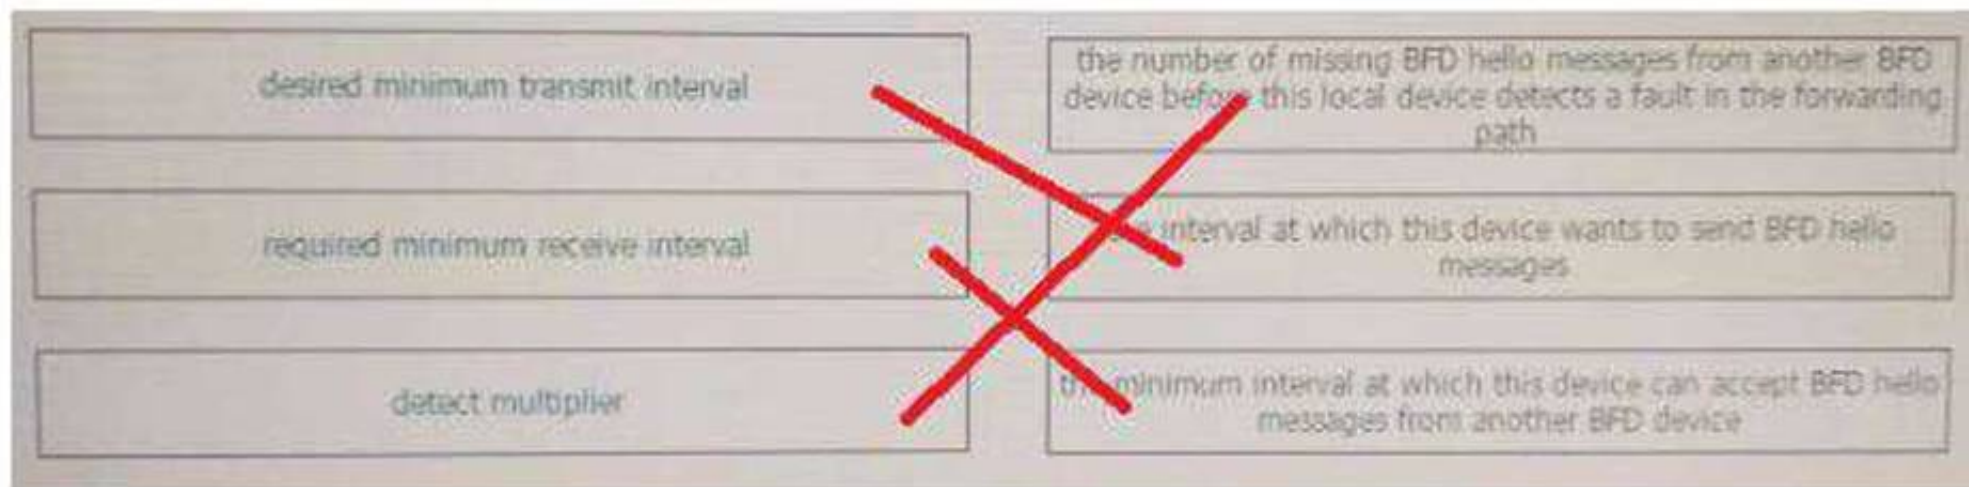 desired minimum transmit interval
the number of missing BFD hello messages from another BFD
device before this local device detects a fault in the forwarding
path
required minimum receive interval
interval at which this device wants to send BFD hello
messages
detect multiplier
the minimum interval at which this device can accept BFD hello
messages from another BFD device